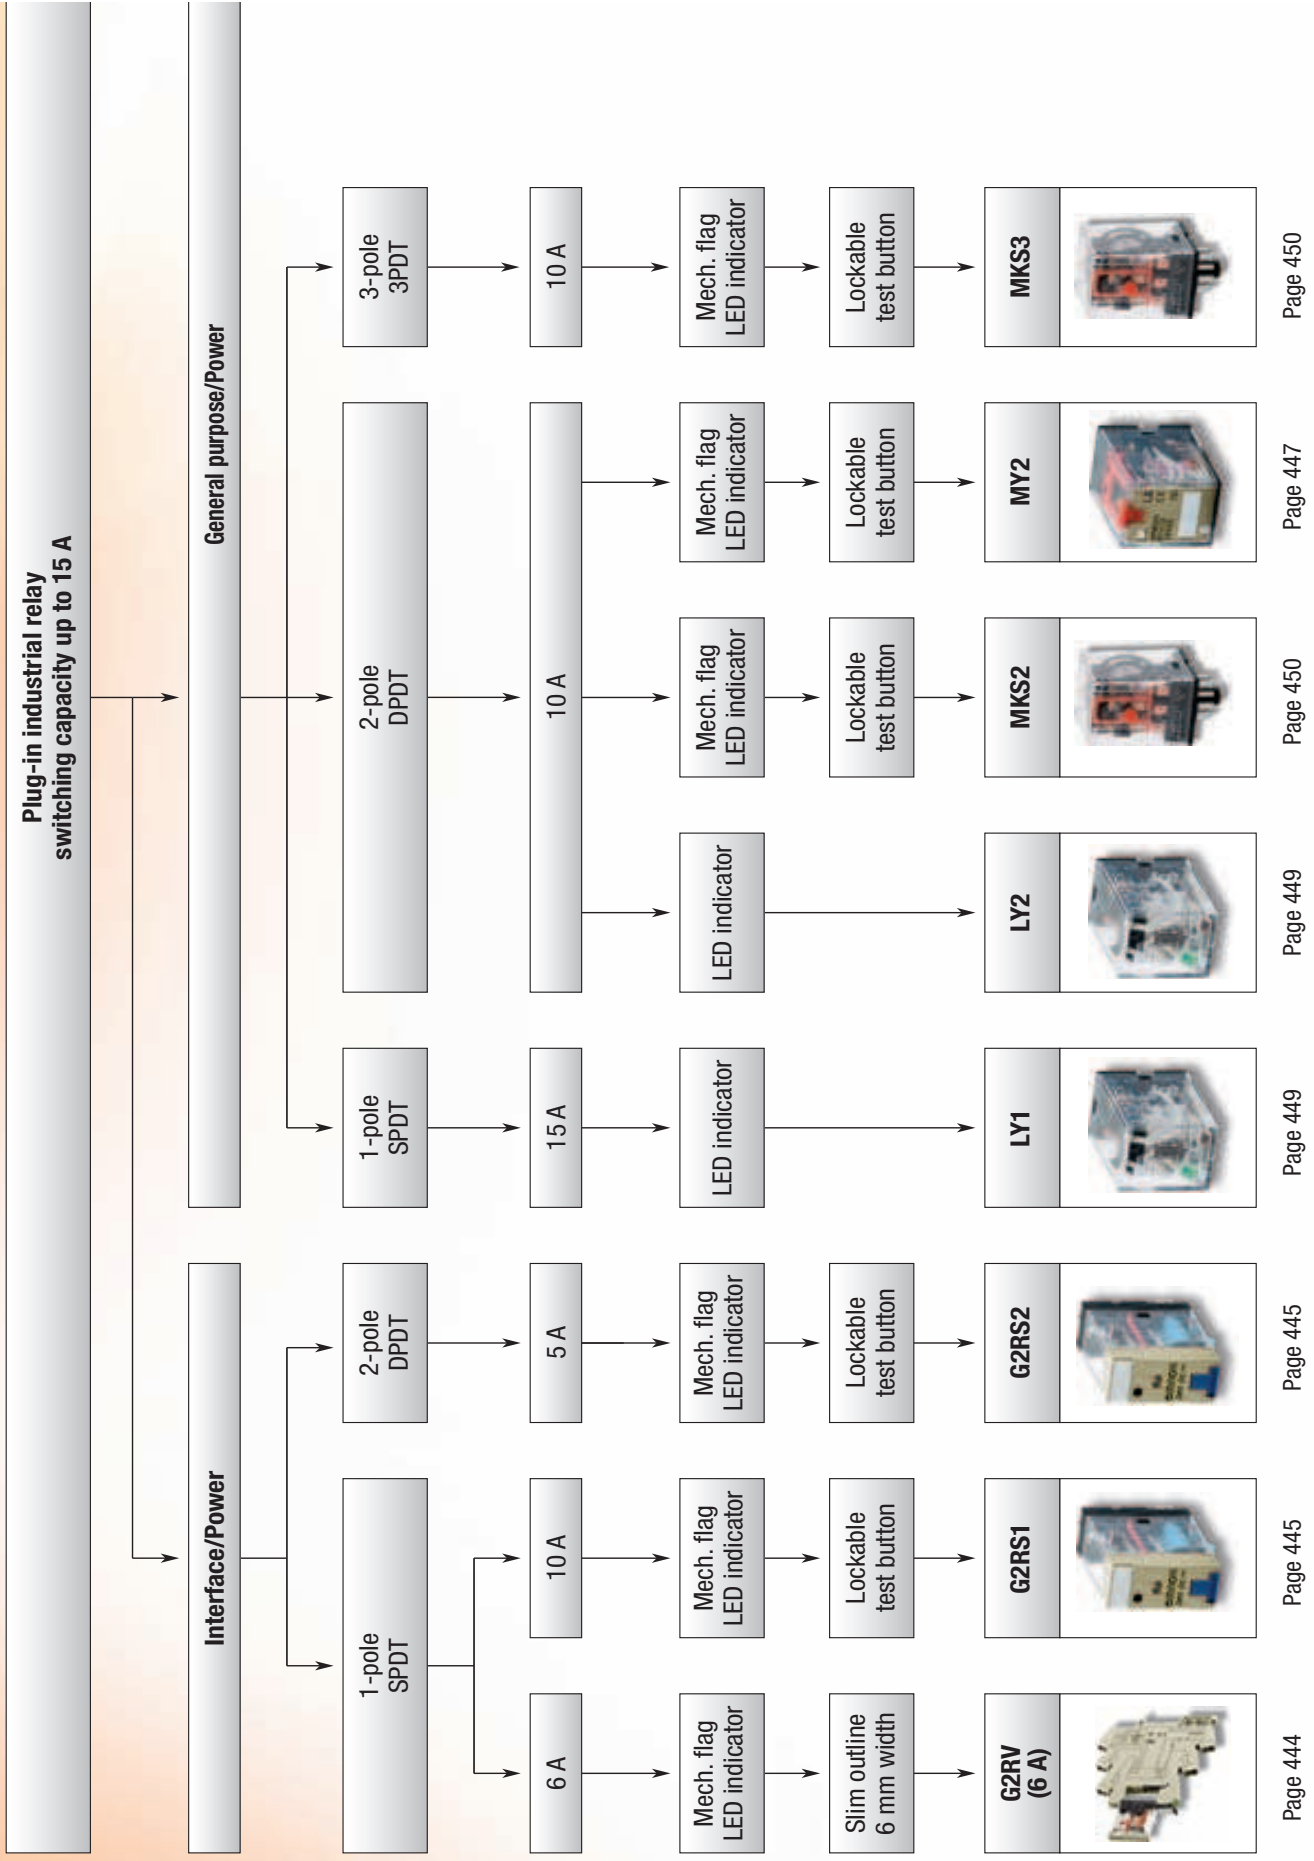 Plug-in industrial relay
switching capacity up to 15 A
Interface/Power
General purpose/Power
1-pole
SPDT
2-pole
DPDT
1-pole
SPDT
2-pole
DPDT
3-pole
3PDT
6 A
10 A
5 A
15 A
10 A
10 A
Mech. flag
LED indicator
Mech. flag
LED indicator
Mech. flag
LED indicator
LED indicator
LED indicator
Mech. flag
LED indicator
Mech. flag
LED indicator
Mech. flag
LED indicator
Slim outline
6 mm width
Lockable
test button
Lockable
test button
Lockable
test button
Lockable
test button
Lockable
test button
G2RV
(6 A)
G2RS1
G2RS2
LY1
LY2
MKS2
MY2
MKS3
Page 444
Page 445
Page 445
Page 449
Page 449
Page 450
Page 447
Page 450